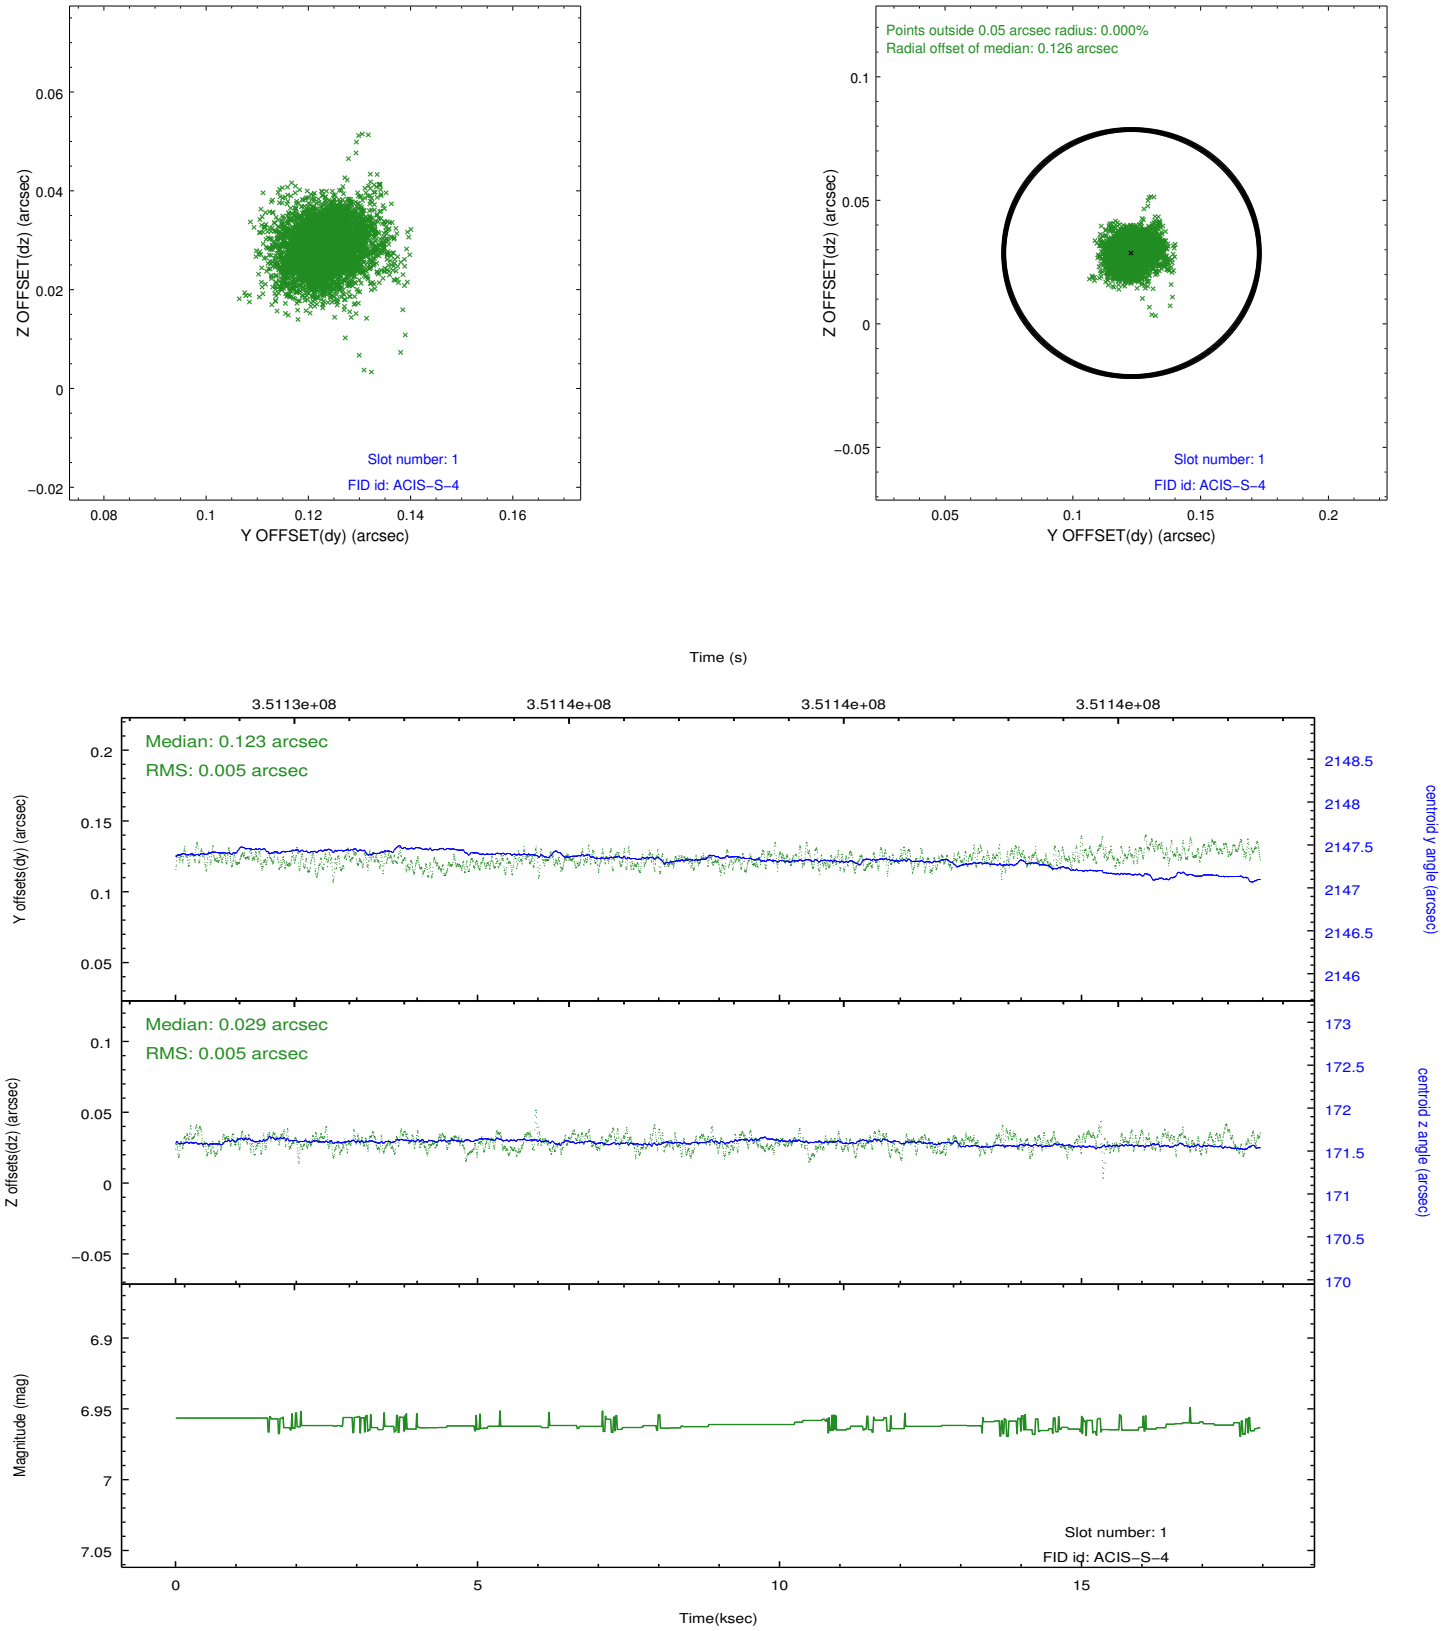 0.06
0.04
0.02
0
−0.02
Z OFFSET(dz) (arcsec)
Slot number: 1
FID id: ACIS−S−4
0.08
0.1
0.12
0.14
0.16
Y OFFSET(dy) (arcsec)
Points outside 0.05 arcsec radius: 0.000%
Radial offset of median: 0.126 arcsec
0.1
0.05
0
−0.05
Z OFFSET(dz) (arcsec)
Slot number: 1
FID id: ACIS−S−4
0.05
0.1
0.15
0.2
Y OFFSET(dy) (arcsec)
Time (s)
3.5113e+08
3.5114e+08
3.5114e+08
3.5114e+08
Median: 0.123 arcsec
RMS: 0.005 arcsec
0.2
0.15
0.1
0.05
Y offsets(dy) (arcsec)
2148.5
2148
2147.5
2147
2146.5
2146
centroid y angle (arcsec)
Median: 0.029 arcsec
RMS: 0.005 arcsec
0.1
0.05
0
−0.05
Z offsets(dz) (arcsec)
173
172.5
172
171.5
171
170.5
170
centroid z angle (arcsec)
6.9
6.95
7
7.05
Magnitude (mag)
Slot number: 1
FID id: ACIS−S−4
0
5
10
15
Time(ksec)